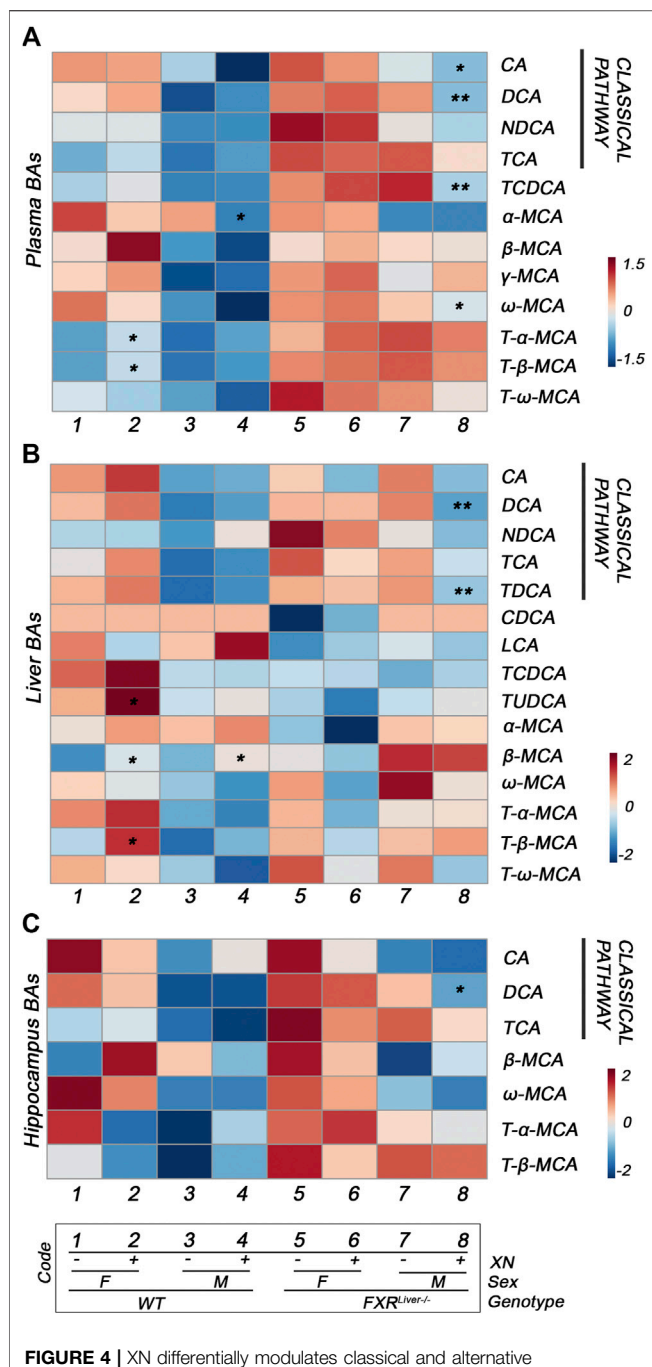 A
Plasma BAs
* CA
** DCA
NDCA
TCA
CLASSICAL PATHWAY
** TCDCA
* α-MCA
β-MCA
γ-MCA
* ω-MCA
* T-α-MCA
* T-β-MCA
T-ω-MCA
1.5
0
-1.5
1 2 3 4 5 6 7 8
B
Liver BAs
CA
** DCA
NDCA
TCA
** TDCA
CLASSICAL PATHWAY
CDCA
LCA
TCDCA
* TUDCA
α-MCA
* * β-MCA
ω-MCA
T-α-MCA
* T-β-MCA
T-ω-MCA
2
0
-2
1 2 3 4 5 6 7 8
C
Hippocampus BAs
CA
* DCA
TCA
CLASSICAL PATHWAY
β-MCA
ω-MCA
T-α-MCA
T-β-MCA
2
0
-2
1 2 3 4 5 6 7 8
Code
1 2 3 4 5 6 7 8
- + - + - + - + XN
F M F M Sex
WT FXR^Liver-/- Genotype
FIGURE 4 | XN differentially modulates classical and alternative